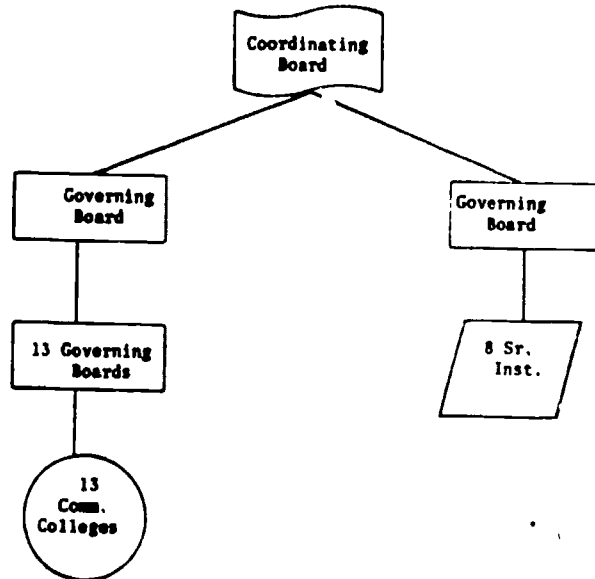 Coordinating
Board
Governing
Board
Governing
Board
13 Governing
Boards
8 Sr.
Inst.
13
Comm.
Colleges